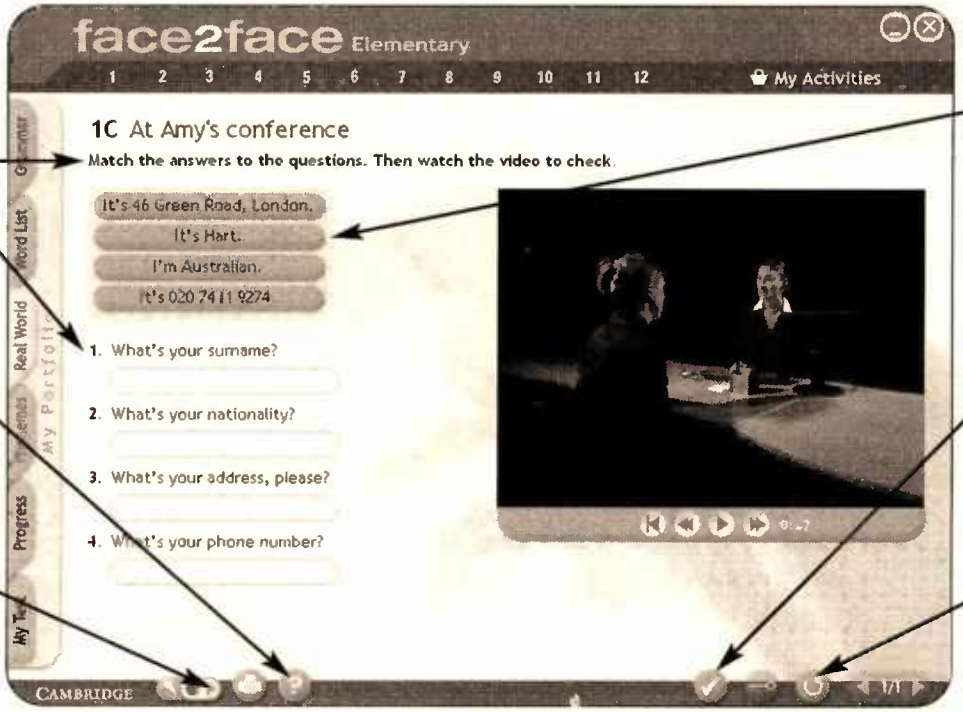 face2face Elementary
1 2 3 4 5 6 7 8 9 10 11 12 My Activities
1C At Amy's conference
Match the answers to the questions. Then watch the video to check.
It's 46 Green Road, London.
It's Hart.
I'm Australian.
It's 020 7411 9274
1. What's your surname?
2. What's your nationality?
3. What's your address, please?
4. What's your phone number?
Grammar
Word List
Real World
My Portfolio
Progress
My Test
CAMBRIDGE
?
1/1